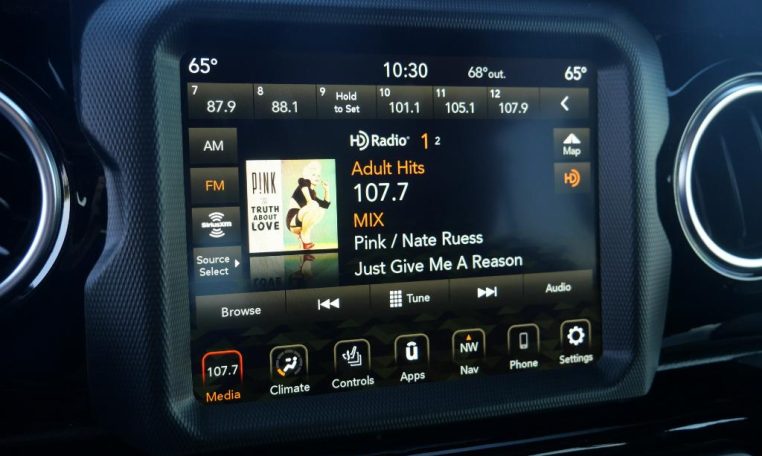 65° 10:30 68°out. 65°
7 87.9 8 88.1 9 Hold to Set 10 101.1 11 105.1 12 107.9
AM
HD Radio® 1 2
Map
FM
Adult Hits
HD
107.7
P!NK
THE
TRUTH
ABOUT
LOVE
SiriusXM
MIX
Pink / Nate Ruess
Source
Select
Just Give Me A Reason
Browse Tune Audio
107.7 NW
Media Climate Controls Apps Nav Phone Settings